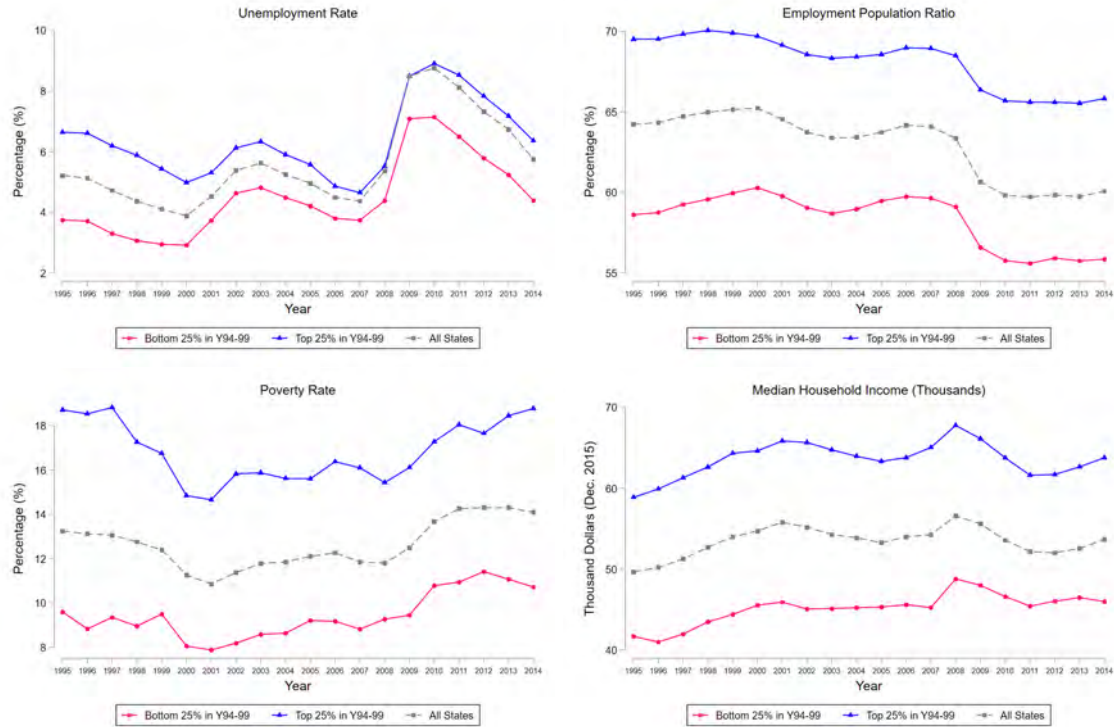 Unemployment Rate
Percentage (%)
10
8
6
4
2
1995 1996 1997 1998 1999 2000 2001 2002 2003 2004 2005 2006 2007 2008 2009 2010 2011 2012 2013 2014
Year
Bottom 25% in Y94-99 Top 25% in Y94-99 All States
Employment Population Ratio
Percentage (%)
70
65
60
55
1995 1996 1997 1998 1999 2000 2001 2002 2003 2004 2005 2006 2007 2008 2009 2010 2011 2012 2013 2014
Year
Bottom 25% in Y94-99 Top 25% in Y94-99 All States
Poverty Rate
Percentage (%)
18
16
14
12
10
8
1995 1996 1997 1998 1999 2000 2001 2002 2003 2004 2005 2006 2007 2008 2009 2010 2011 2012 2013 2014
Year
Bottom 25% in Y94-99 Top 25% in Y94-99 All States
Median Household Income (Thousands)
Thousand Dollars (Dec. 2015)
70
60
50
40
1995 1996 1997 1998 1999 2000 2001 2002 2003 2004 2005 2006 2007 2008 2009 2010 2011 2012 2013 2014
Year
Bottom 25% in Y94-99 Top 25% in Y94-99 All States